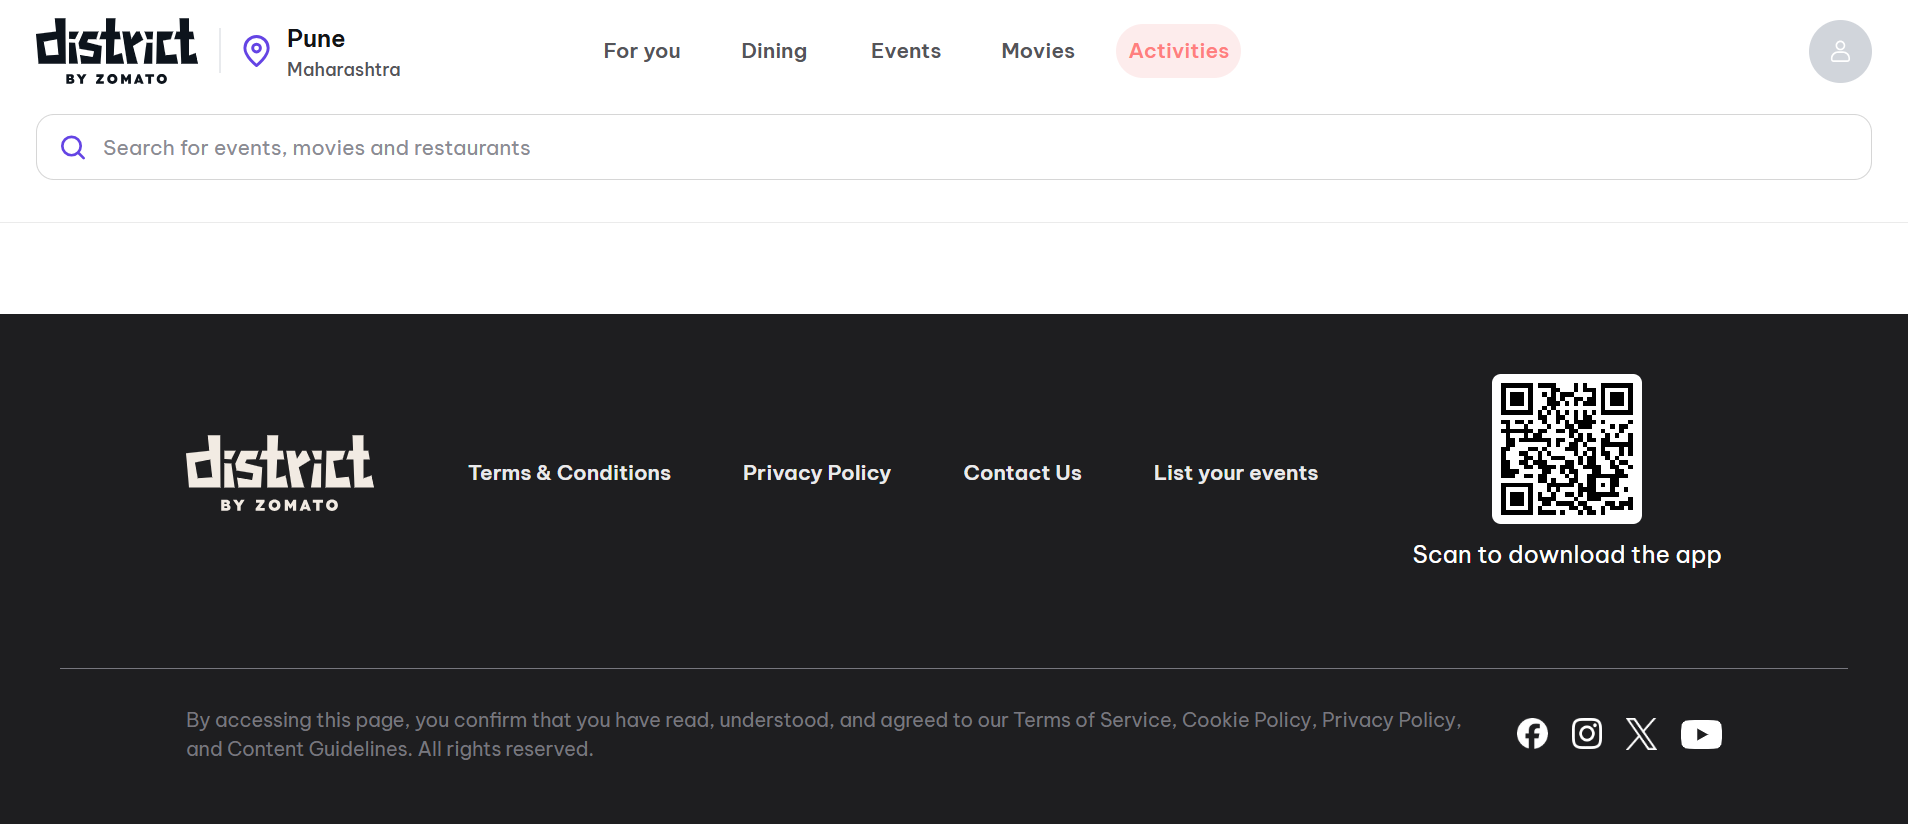 district
BY ZOMATO
Pune
Maharashtra
For you
Dining
Events
Movies
Activities
Search for events, movies and restaurants
district
BY ZOMATO
Terms & Conditions
Privacy Policy
Contact Us
List your events
Scan to download the app
By accessing this page, you confirm that you have read, understood, and agreed to our Terms of Service, Cookie Policy, Privacy Policy,
and Content Guidelines. All rights reserved.